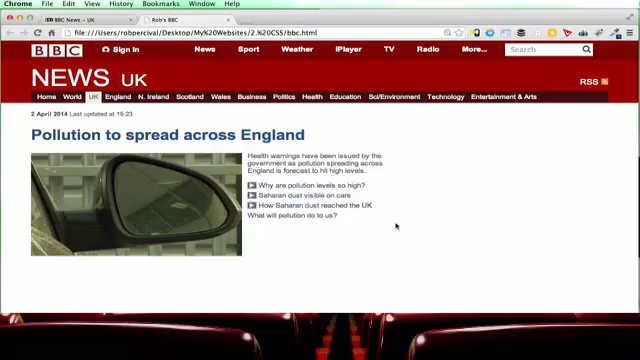 Chrome File Edit View History Bookmarks Window Help
BBC News – UK
Rob's BBC
file:///Users/robpercival/Desktop/My%20Websites/2.%20CSS/bbc.html
BBC Sign In News Sport Weather iPlayer TV Radio More... Search
NEWS UK
RSS
Home World UK England N. Ireland Scotland Wales Business Politics Health Education Sci/Environment Technology Entertainment & Arts
2 April 2014 Last updated at 15:23
Pollution to spread across England
Health warnings have been issued by the
government as pollution spreading across
England is forecast to hit high levels.
Why are pollution levels so high?
Saharan dust visible on cars
How Saharan dust reached the UK
What will pollution do to us?